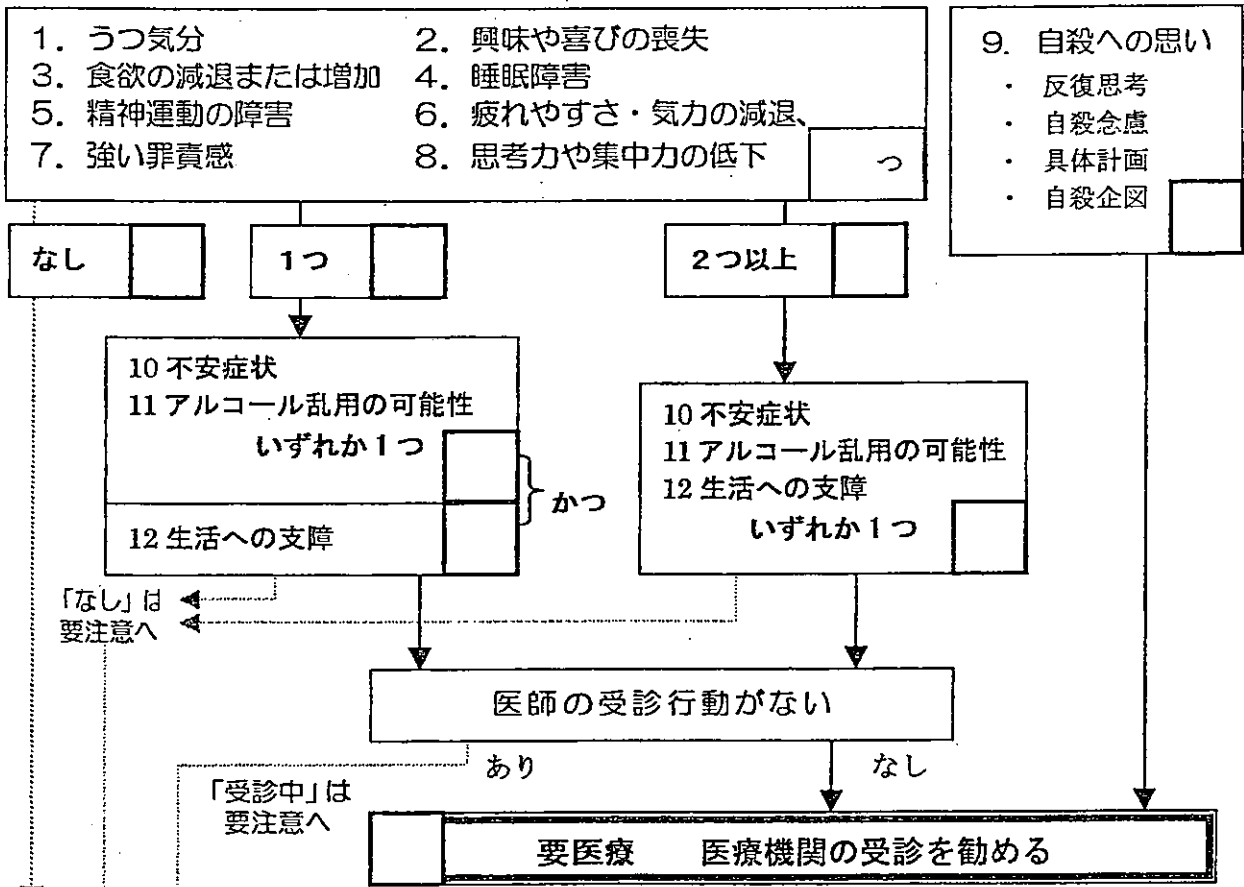 1. うつ気分 2. 興味や喜びの喪失
3. 食欲の減退または増加 4. 睡眠障害
5. 精神運動の障害 6. 疲れやすさ・気力の減退、
7. 強い罪責感 8. 思考力や集中力の低下
つ
9. 自殺への思い
・ 反復思考
・ 自殺念慮
・ 具体計画
・ 自殺企図
なし
1つ
2つ以上
10 不安症状
11 アルコール乱用の可能性
いずれか1つ
かつ
12 生活への支障
10 不安症状
11 アルコール乱用の可能性
12 生活への支障
いずれか1つ
「なし」は
要注意へ
医師の受診行動がない
あり
なし
「受診中」は
要注意へ
要医療 医療機関の受診を勧める